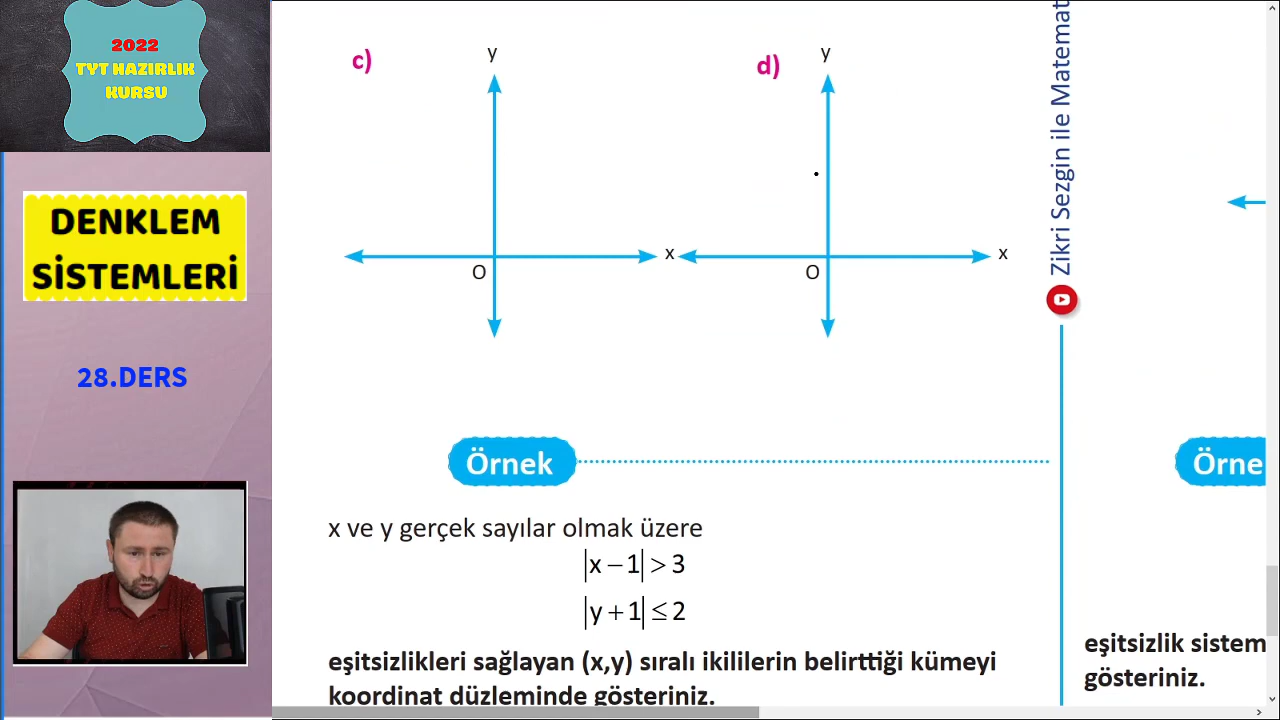 2022
TYT HAZIRLIK
KURSU
DENKLEM
SİSTEMLERİ
28.DERS
c)
y
x
O
d)
y
x
O
Zikri Sezgin ile Matemat
Örnek
x ve y gerçek sayılar olmak üzere
|x − 1| > 3
|y + 1| ≤ 2
eşitsizlikleri sağlayan (x,y) sıralı ikililerin belirttiği kümeyi
koordinat düzleminde gösteriniz.
Örne
eşitsizlik sistem
gösteriniz.